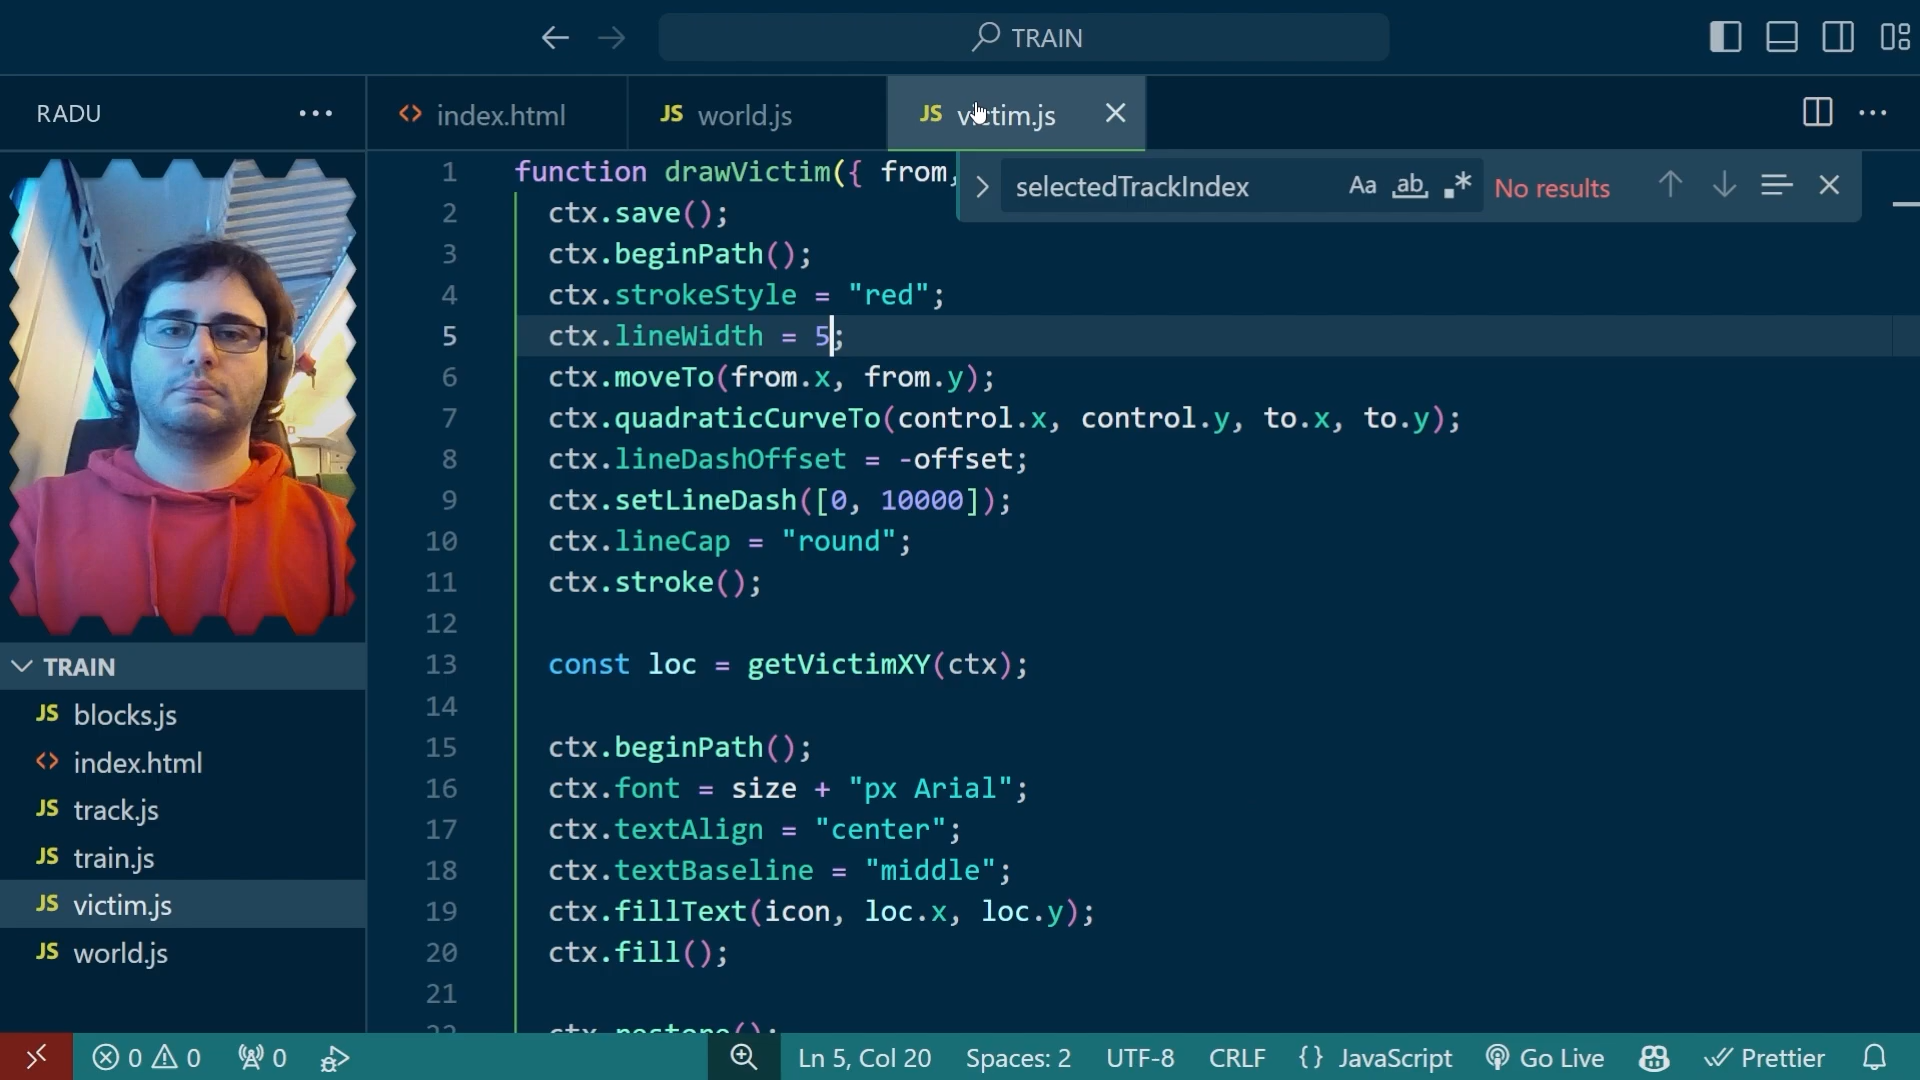 TRAIN
RADU
index.html
JS world.js
JS victim.js
selectedTrackIndex Aa ab No results
1 function drawVictim({ from,
2 ctx.save();
3 ctx.beginPath();
4 ctx.strokeStyle = "red";
5 ctx.lineWidth = 5;
6 ctx.moveTo(from.x, from.y);
7 ctx.quadraticCurveTo(control.x, control.y, to.x, to.y);
8 ctx.lineDashOffset = -offset;
9 ctx.setLineDash([0, 10000]);
10 ctx.lineCap = "round";
11 ctx.stroke();
12
13 const loc = getVictimXY(ctx);
14
15 ctx.beginPath();
16 ctx.font = size + "px Arial";
17 ctx.textAlign = "center";
18 ctx.textBaseline = "middle";
19 ctx.fillText(icon, loc.x, loc.y);
20 ctx.fill();
21
22 ctx.restore();
TRAIN
JS blocks.js
index.html
JS track.js
JS train.js
JS victim.js
JS world.js
0 0 0 Ln 5, Col 20 Spaces: 2 UTF-8 CRLF {} JavaScript Go Live Prettier